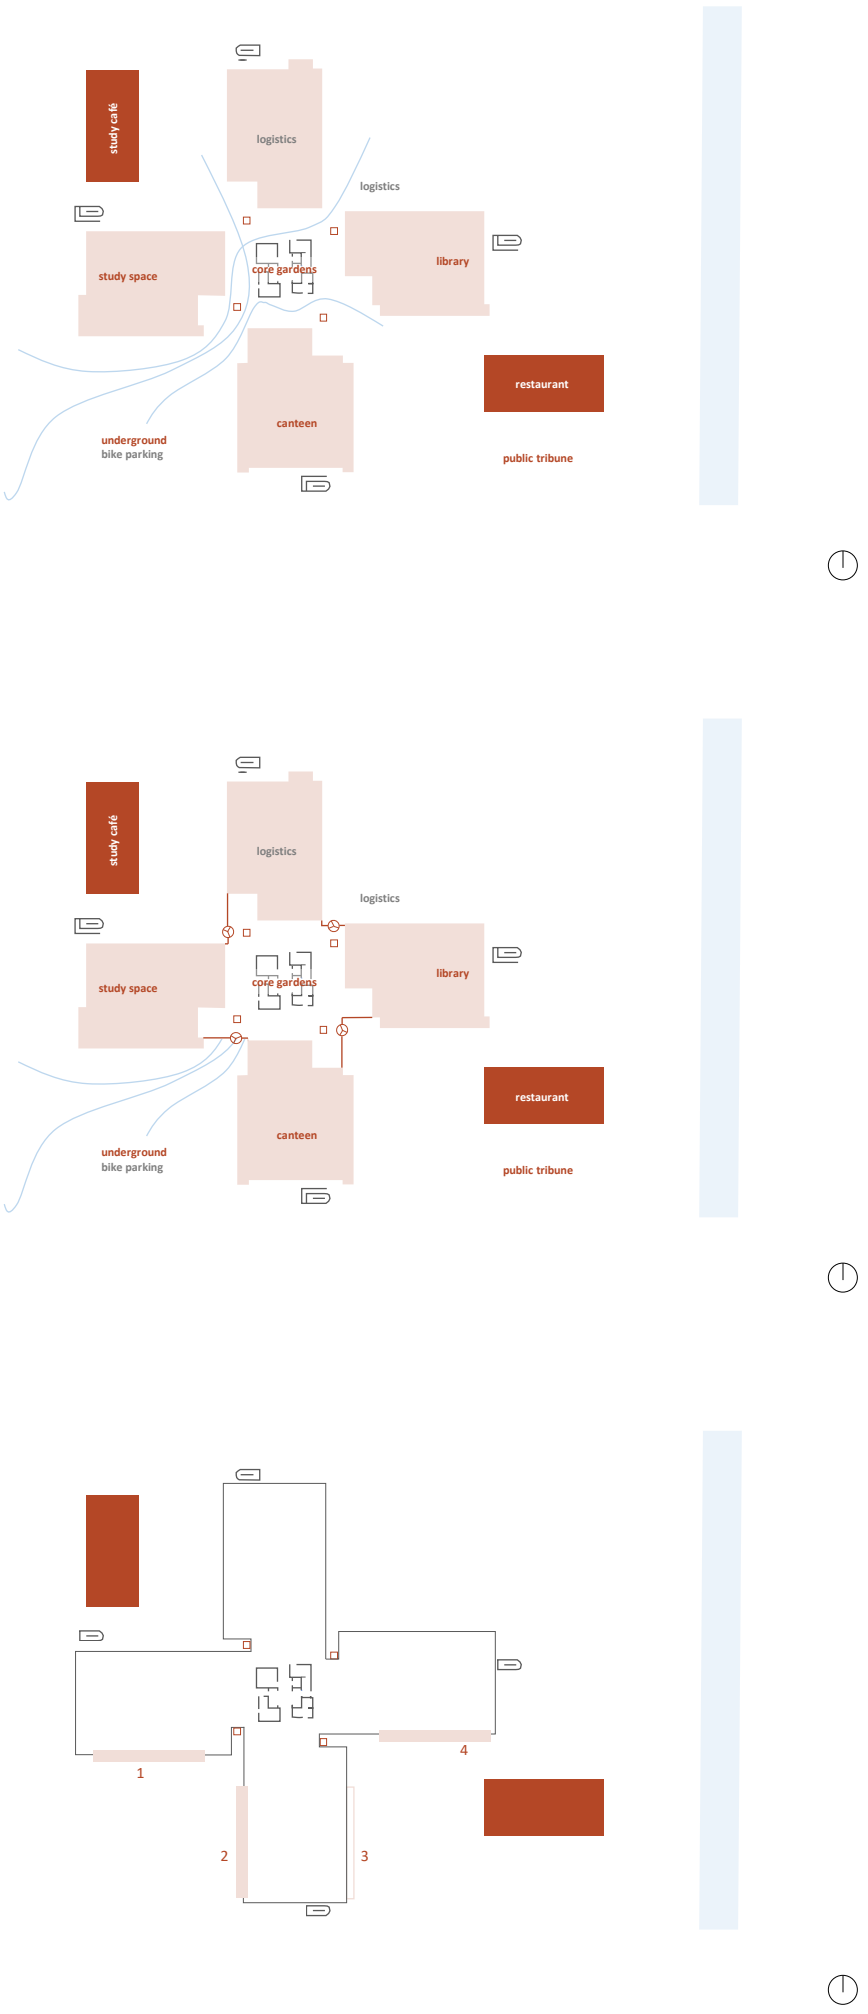 study café
logistics
logistics
study space
core gardens
library
restaurant
canteen
underground
bike parking
public tribune
study café
logistics
logistics
study space
core gardens
library
restaurant
canteen
underground
bike parking
public tribune
1
2
3
4